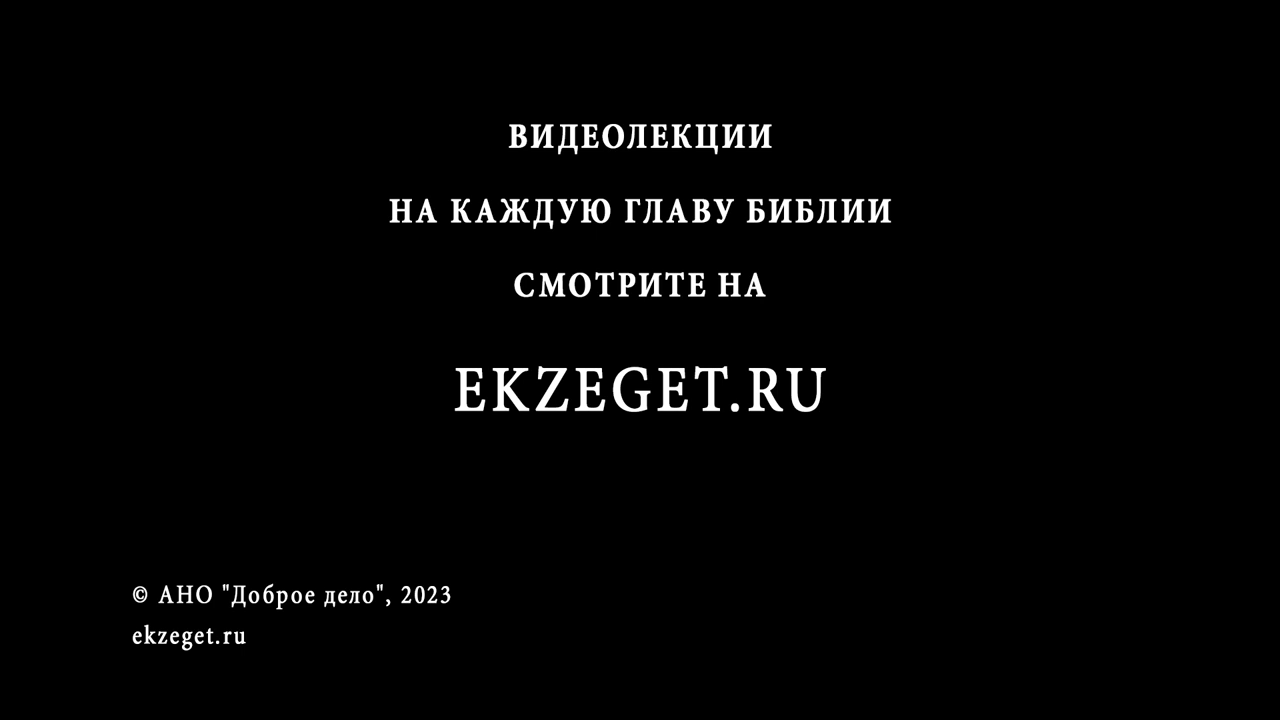 ВИДЕОЛЕКЦИИ
НА КАЖДУЮ ГЛАВУ БИБЛИИ
СМОТРИТЕ НА
EKZEGET.RU
© АНО "Доброе дело", 2023
ekzeget.ru